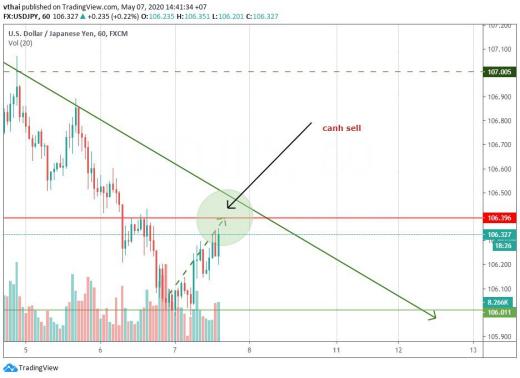 vthai published on TradingView.com, May 07, 2020 14:41:34 +07
FX:USDJPY, 60 106.327 ▲ +0.235 (+0.22%) O:106.235 H:106.351 L:106.201 C:106.327
U.S. Dollar / Japanese Yen, 60, FXCM
Vol (20)
canh sell
107.200
107.005
106.900
106.800
106.700
106.600
106.500
106.396
106.327
18:26
106.200
106.100
8.266K
106.011
105.900
5 6 7 8 11 12 13
TradingView